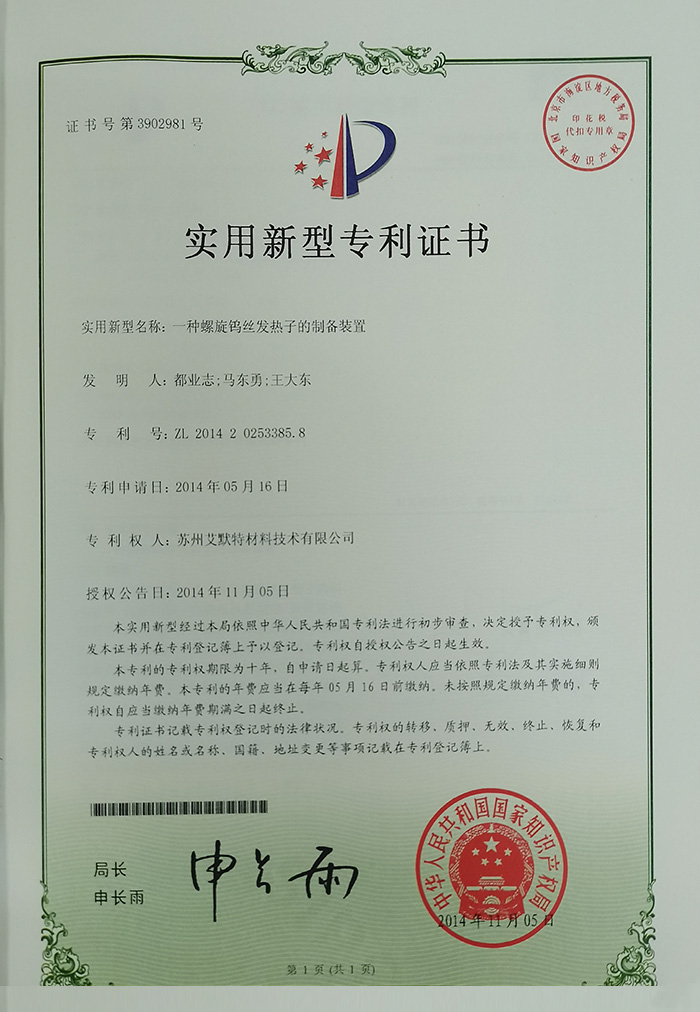 证书号第3902981号
北京市海淀区地方税务局
印花税
代扣专用章
国家知识产权局
实用新型专利证书
实用新型名称：一种螺旋钨丝发热子的制备装置
发明人：都业志;马东勇;王大东
专利号：ZL 2014 2 0253385.8
专利申请日：2014年05月16日
专利权人：苏州艾默特材料技术有限公司
授权公告日：2014年11月05日
本实用新型经过本局依照中华人民共和国专利法进行初步审查，决定授予专利权，颁
发本证书并在专利登记簿上予以登记。专利权自授权公告之日起生效。
本专利的专利权期限为十年，自申请日起算。专利权人应当依照专利法及其实施细则
规定缴纳年费。本专利的年费应当在每年05月16日前缴纳。未按照规定缴纳年费的，专
利权自应当缴纳年费期满之日起终止。
专利证书记载专利权登记时的法律状况。专利权的转移、质押、无效、终止、恢复和
专利权人的姓名或名称、国籍、地址变更等事项记载在专利登记簿上。
局长
申长雨
申长雨
中华人民共和国国家知识产权局
2014年11月05日
第1页(共1页)